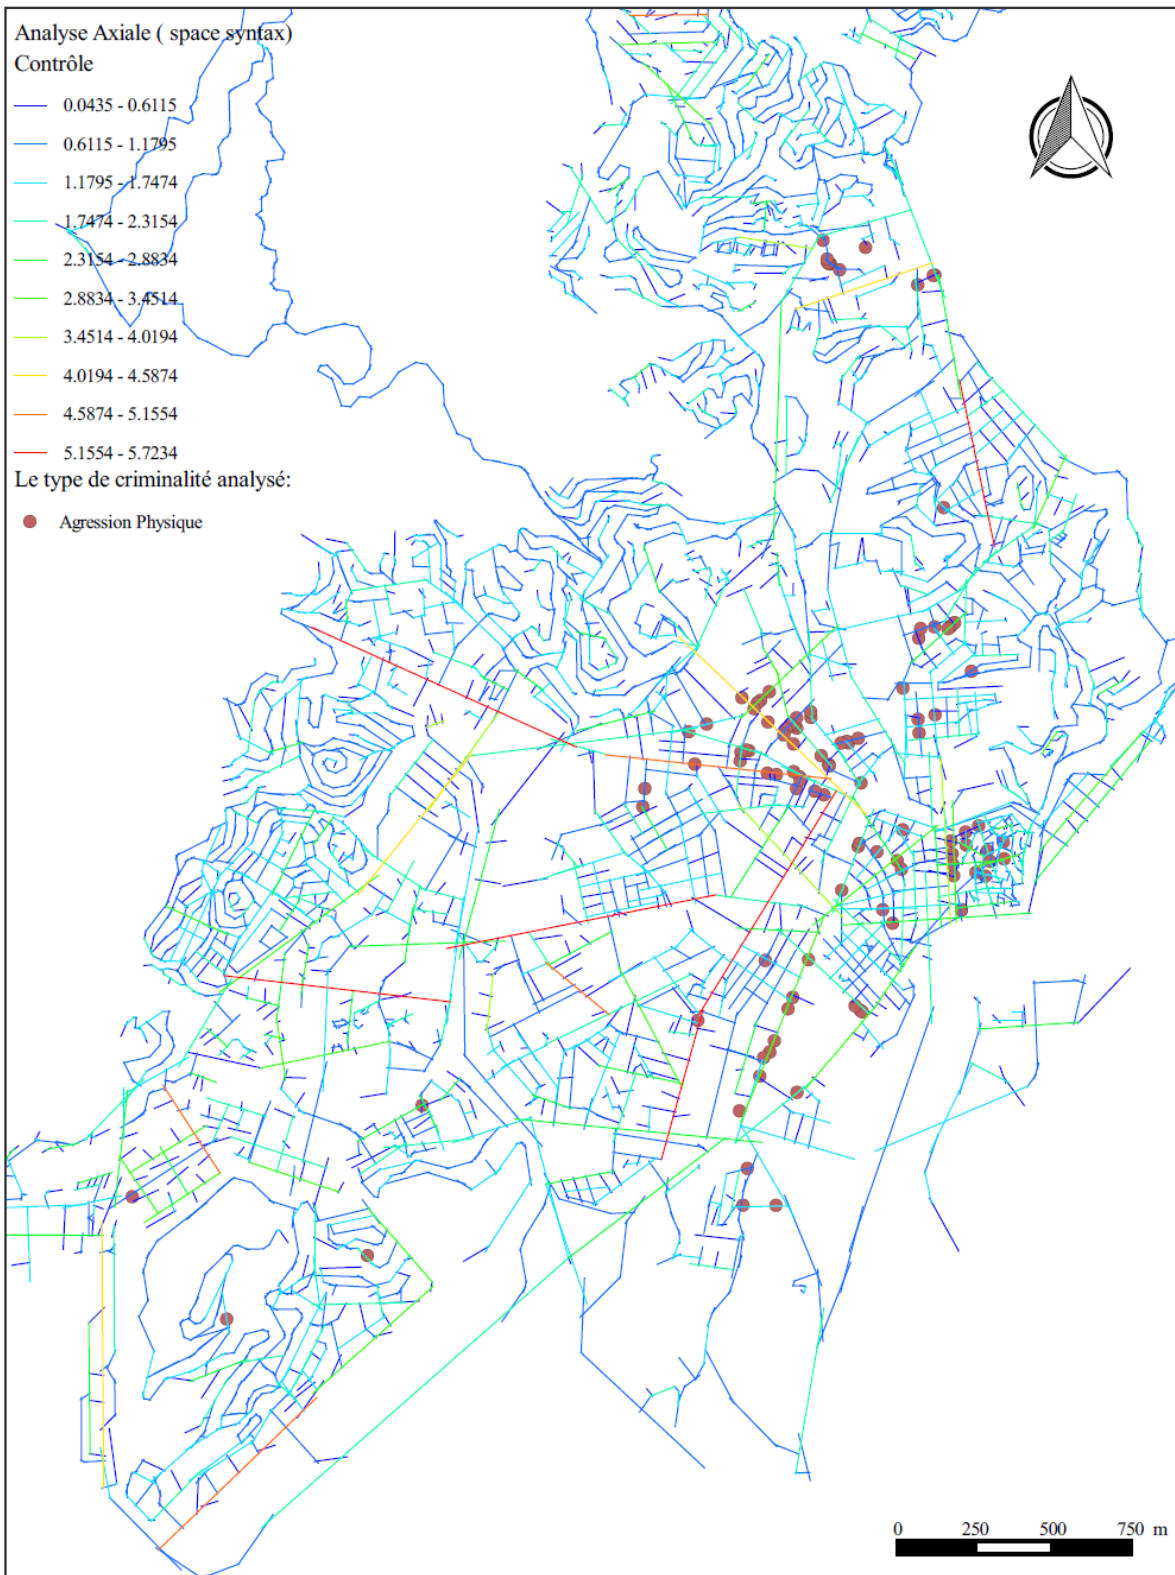 Analyse Axiale ( space syntax)
Contrôle
0.0435 - 0.6115
0.6115 - 1.1795
1.1795 - 1.7474
1.7474 - 2.3154
2.3154 - 2.8834
2.8834 - 3.4514
3.4514 - 4.0194
4.0194 - 4.5874
4.5874 - 5.1554
5.1554 - 5.7234
Le type de criminalité analysé:
Agression Physique
0 250 500 750 m